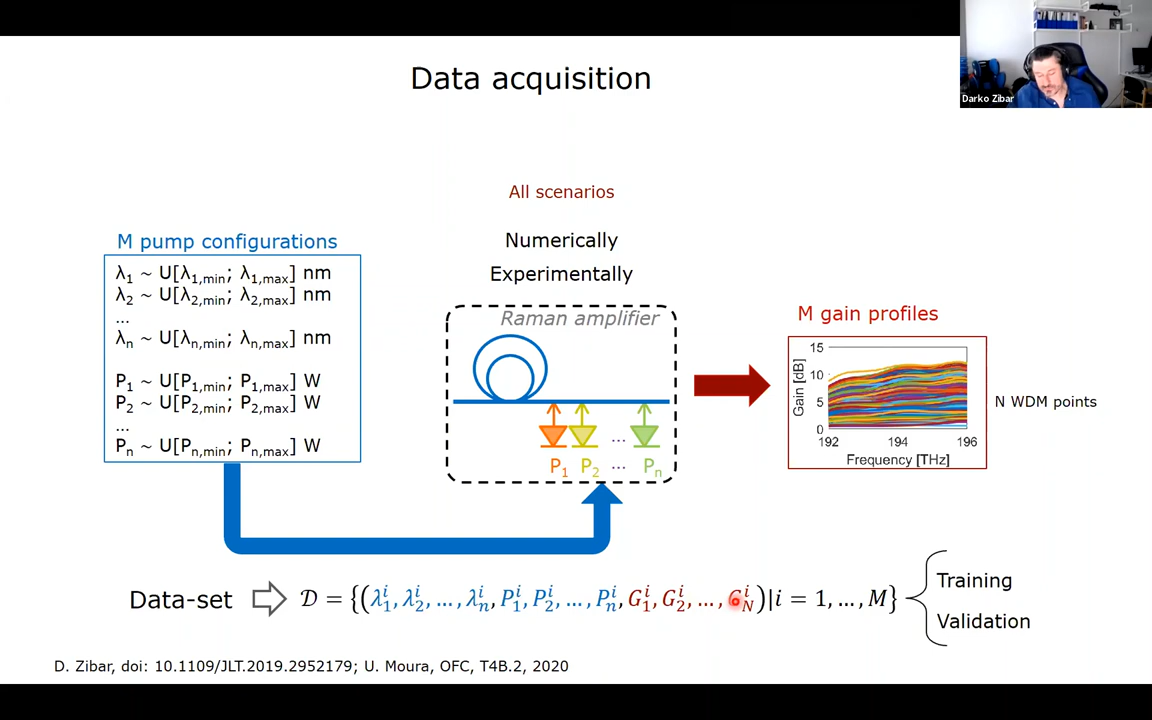 Data acquisition
Darko Zibar
All scenarios
Numerically
Experimentally
M pump configurations
λ₁ ~ U[λ₁,min; λ₁,max] nm
λ₂ ~ U[λ₂,min; λ₂,max] nm
...
λₙ ~ U[λₙ,min; λₙ,max] nm
P₁ ~ U[P₁,min; P₁,max] W
P₂ ~ U[P₂,min; P₂,max] W
...
Pₙ ~ U[Pₙ,min; Pₙ,max] W
Raman amplifier
...
P₁ P₂ ... Pₙ
M gain profiles
15
10
5
0
Gain [dB]
192 194 196
Frequency [THz]
N WDM points
Data-set
𝒟 = {(λ₁ⁱ, λ₂ⁱ, …, λₙⁱ, P₁ⁱ, P₂ⁱ, …, Pₙⁱ, G₁ⁱ, G₂ⁱ, …, G_Nⁱ)|i = 1, …, M}
Training
Validation
D. Zibar, doi: 10.1109/JLT.2019.2952179; U. Moura, OFC, T4B.2, 2020